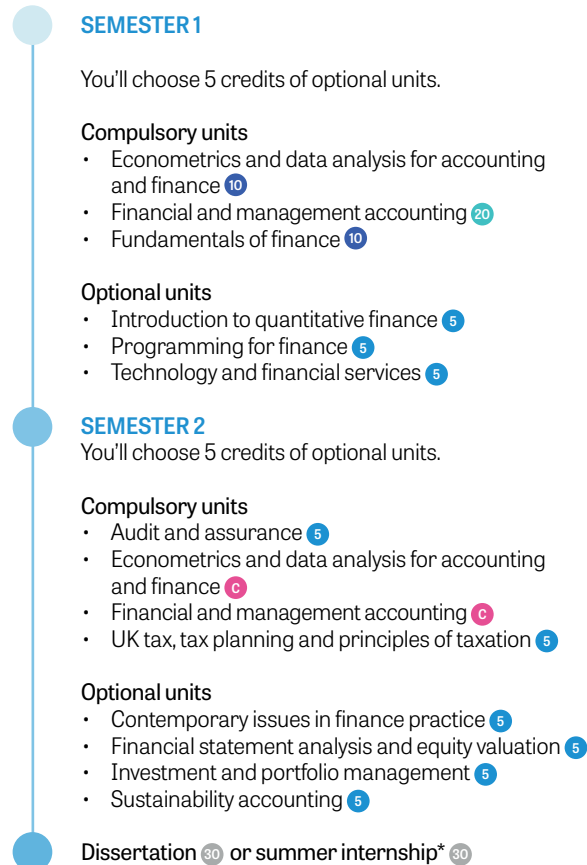 SEMESTER 1
You'll choose 5 credits of optional units.
Compulsory units
• Econometrics and data analysis for accounting
and finance 10
• Financial and management accounting 20
• Fundamentals of finance 10
Optional units
• Introduction to quantitative finance 5
• Programming for finance 5
• Technology and financial services 5
SEMESTER 2
You'll choose 5 credits of optional units.
Compulsory units
• Audit and assurance 5
• Econometrics and data analysis for accounting
and finance C
• Financial and management accounting C
• UK tax, tax planning and principles of taxation 5
Optional units
• Contemporary issues in finance practice 5
• Financial statement analysis and equity valuation 5
• Investment and portfolio management 5
• Sustainability accounting 5
Dissertation 30 or summer internship* 30